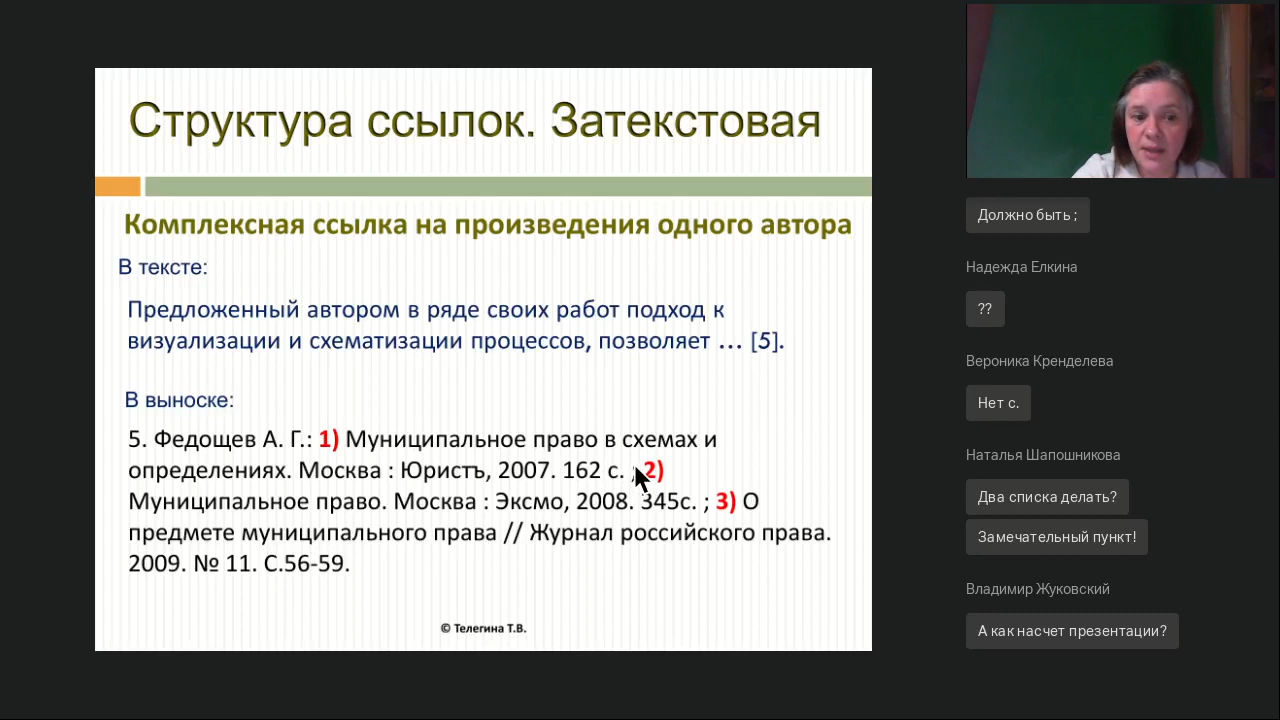 Структура ссылок. Затекстовая
Комплексная ссылка на произведения одного автора
В тексте:
Предложенный автором в ряде своих работ подход к
визуализации и схематизации процессов, позволяет ... [5].
В выноске:
5. Федощев А. Г.: 1) Муниципальное право в схемах и
определениях. Москва : Юристъ, 2007. 162 с. ; 2)
Муниципальное право. Москва : Эксмо, 2008. 345с. ; 3) О
предмете муниципального права // Журнал российского права.
2009. № 11. С.56-59.
© Телегина Т.В.
Должно быть ;
Надежда Елкина
??
Вероника Кренделева
Нет с.
Наталья Шапошникова
Два списка делать?
Замечательный пункт!
Владимир Жуковский
А как насчет презентации?